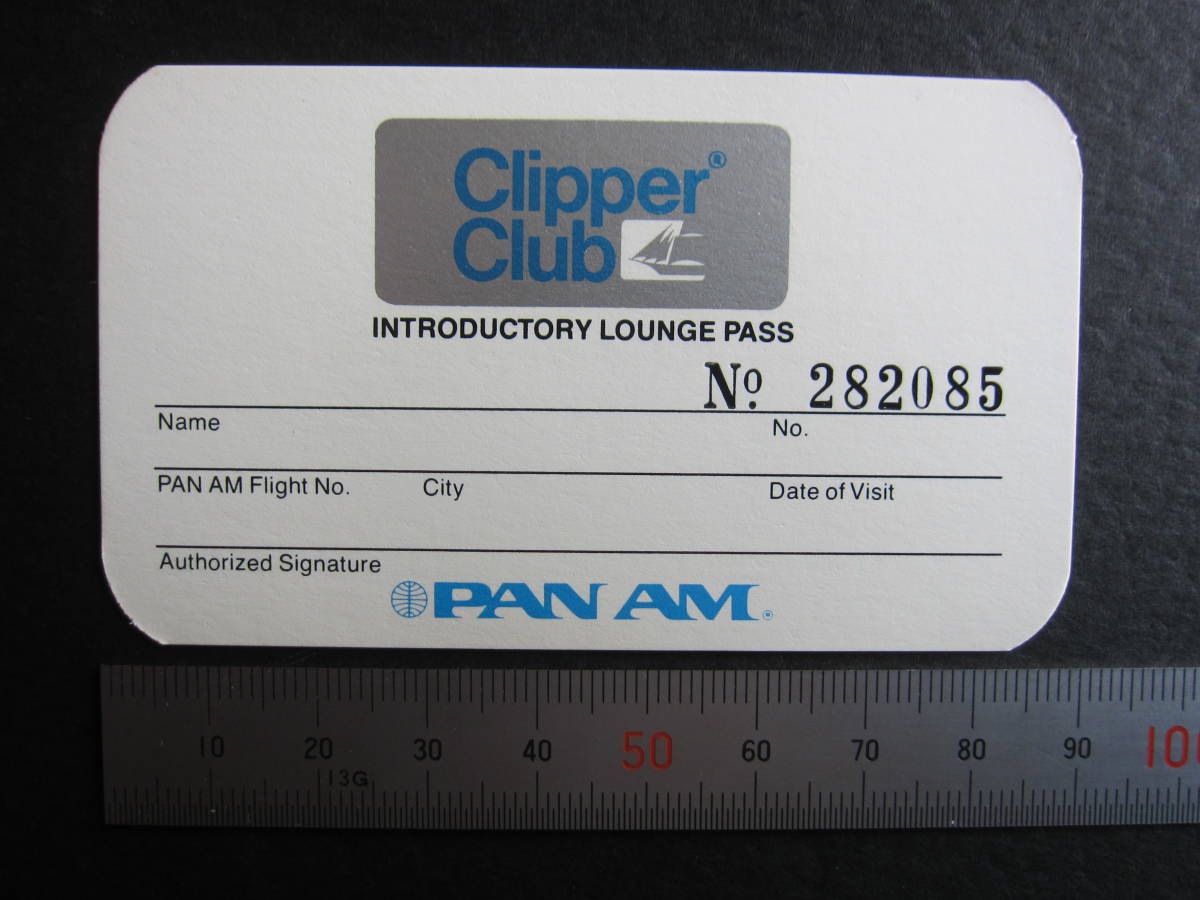 Clipper®
Club
INTRODUCTORY LOUNGE PASS
Nº 282085
Name No.
PAN AM Flight No. City Date of Visit
Authorized Signature
PAN AM®
10 20 30 40 50 60 70 80 90 100
13G